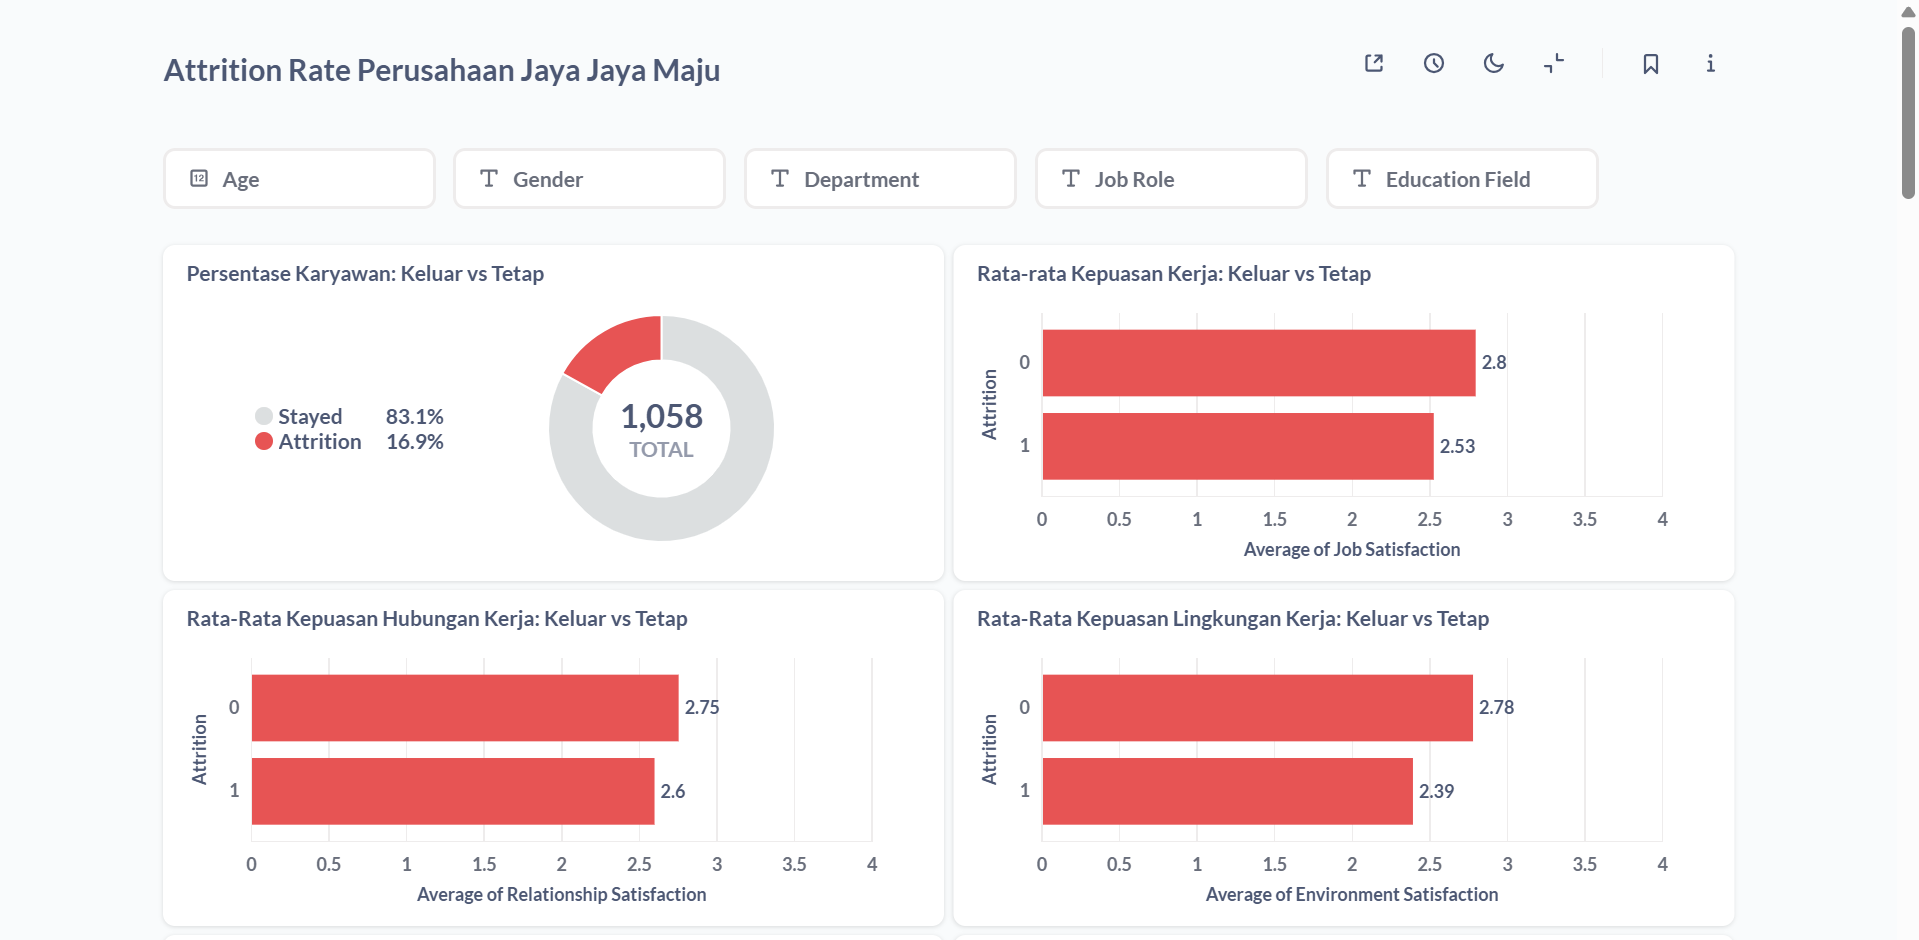 Attrition Rate Perusahaan Jaya Jaya Maju
12 Age
Gender
Department
Job Role
Education Field
Persentase Karyawan: Keluar vs Tetap
Stayed 83.1%
Attrition 16.9%
1,058
TOTAL
Rata-rata Kepuasan Kerja: Keluar vs Tetap
Attrition
0 2.8
1 2.53
0 0.5 1 1.5 2 2.5 3 3.5 4
Average of Job Satisfaction
Rata-Rata Kepuasan Hubungan Kerja: Keluar vs Tetap
Attrition
0 2.75
1 2.6
0 0.5 1 1.5 2 2.5 3 3.5 4
Average of Relationship Satisfaction
Rata-Rata Kepuasan Lingkungan Kerja: Keluar vs Tetap
Attrition
0 2.78
1 2.39
0 0.5 1 1.5 2 2.5 3 3.5 4
Average of Environment Satisfaction